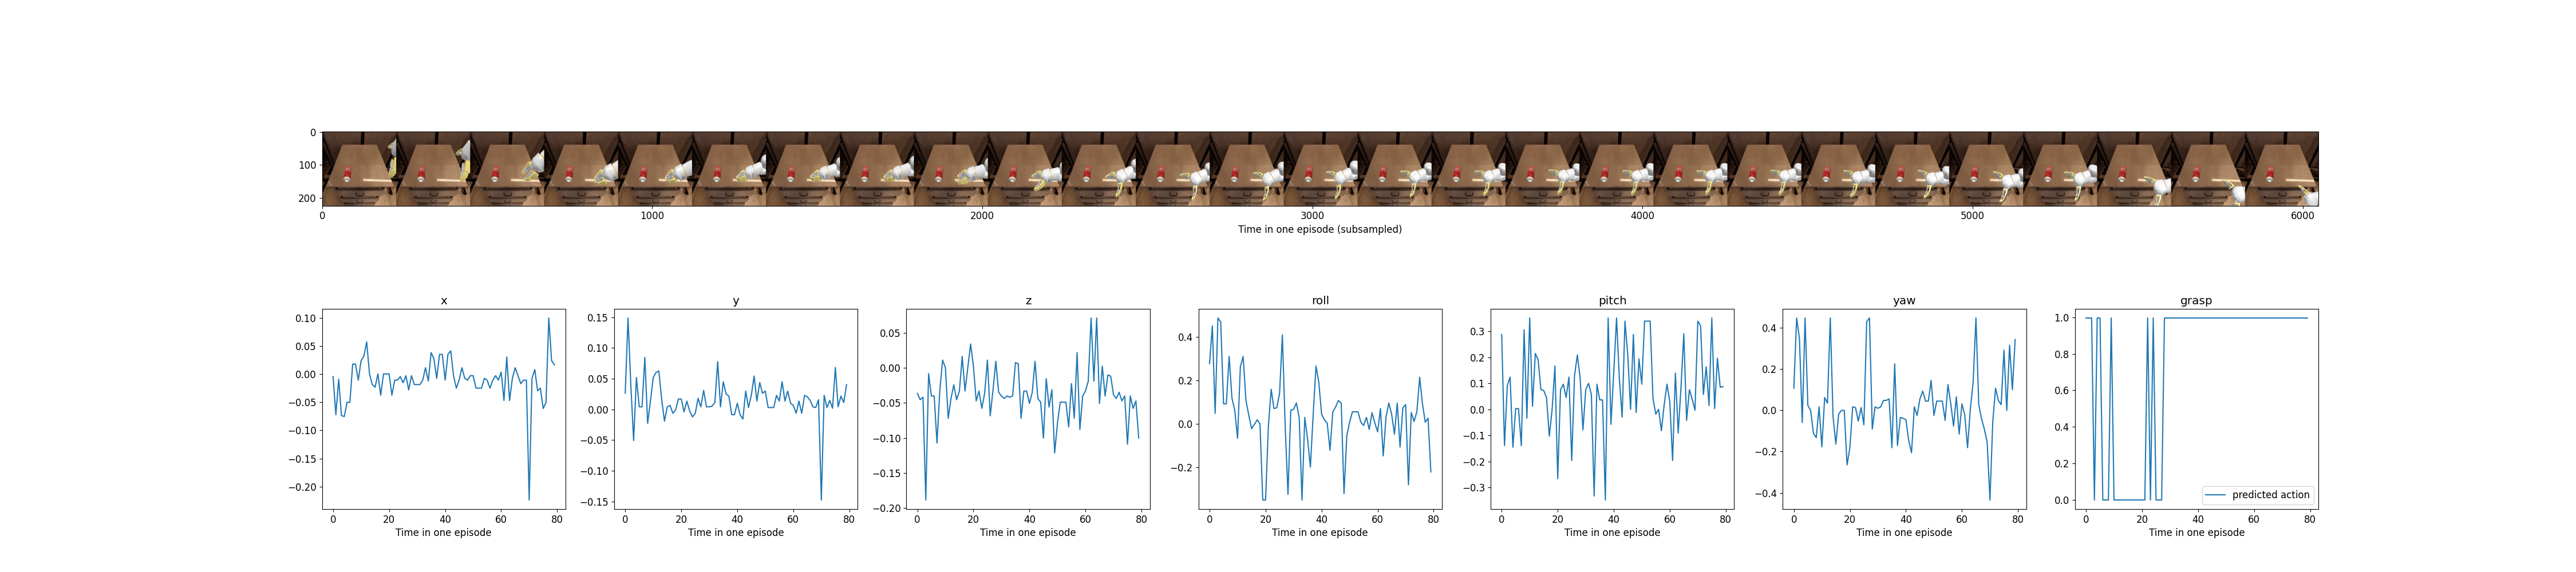 0
100
200
0 1000 2000 3000 4000 5000 6000
Time in one episode (subsampled)
x y z roll pitch yaw grasp
0.10
0.05
0.00
−0.05
−0.10
−0.15
−0.20
0 20 40 60 80
Time in one episode
0.15
0.10
0.05
0.00
−0.05
−0.10
−0.15
0 20 40 60 80
Time in one episode
0.05
0.00
−0.05
−0.10
−0.15
−0.20
0 20 40 60 80
Time in one episode
0.4
0.2
0.0
−0.2
0 20 40 60 80
Time in one episode
0.3
0.2
0.1
0.0
−0.1
−0.2
−0.3
0 20 40 60 80
Time in one episode
0.4
0.2
0.0
−0.2
−0.4
0 20 40 60 80
Time in one episode
1.0
0.8
0.6
0.4
0.2
0.0
predicted action
0 20 40 60 80
Time in one episode